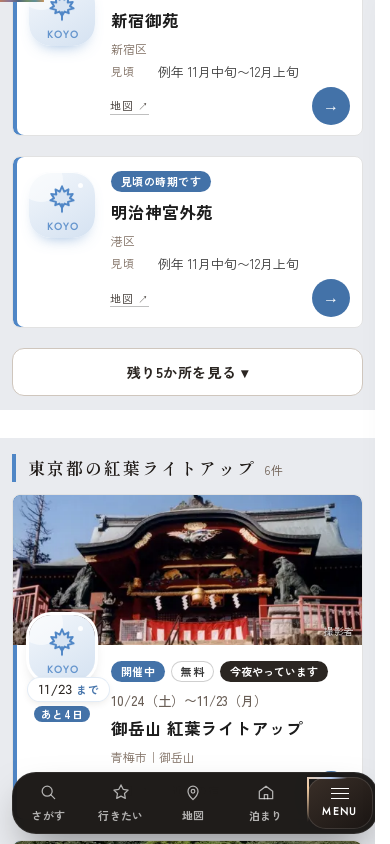 新宿御苑
KOYO
新宿区
見頃 例年 11月中旬〜12月上旬
地図 ↗
→
見頃の時期です
KOYO
明治神宮外苑
港区
見頃 例年 11月中旬〜12月上旬
地図 ↗
→
残り5か所を見る ▾
東京都の紅葉ライトアップ 6件
撮影者
KOYO
11/23 まで
あと4日
開催中 無料 今夜やっています
10/24（土）〜11/23（月）
御岳山 紅葉ライトアップ
青梅市｜御岳山
さがす 行きたい 地図 泊まり MENU